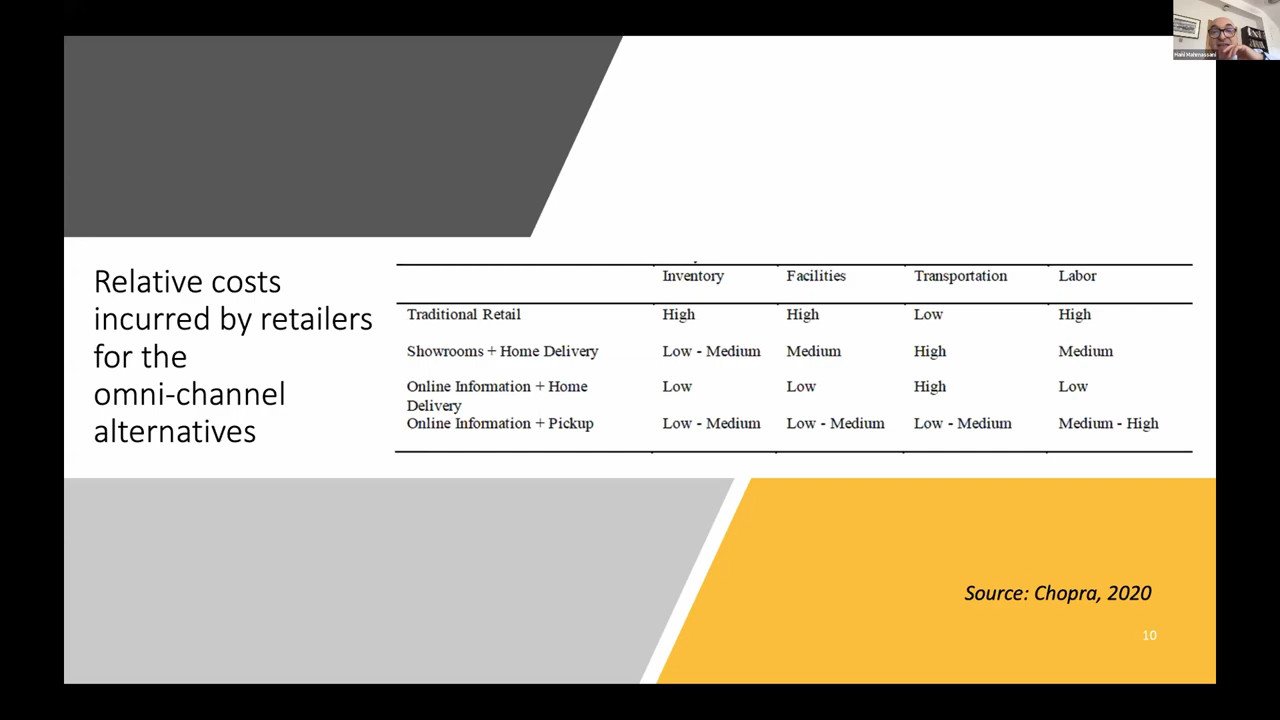 Hani Mahmassani
Relative costs
incurred by retailers
for the
omni-channel
alternatives
Inventory Facilities Transportation Labor
Traditional Retail High High Low High
Showrooms + Home Delivery Low - Medium Medium High Medium
Online Information + Home
Delivery Low Low High Low
Online Information + Pickup Low - Medium Low - Medium Low - Medium Medium - High
Source: Chopra, 2020
10